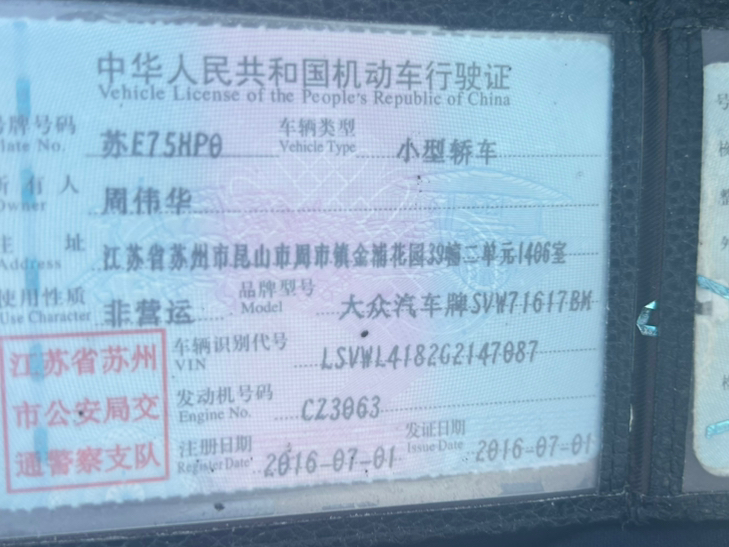 中华人民共和国机动车行驶证
Vehicle License of the People's Republic of China
号牌号码 苏E75HP0 车辆类型 小型轿车
Plate No. Vehicle Type
所有人 周伟华
Owner
住址 江苏省苏州市昆山市周市镇金浦花园39幢二单元1406室
Address
使用性质 非营运 品牌型号 大众汽车牌SVW71617BM
Use Character Model
江苏省苏州
市公安局交
通警察支队
车辆识别代号 LSVWL4182G2147087
VIN
发动机号码 CZ3063
Engine No.
注册日期 2016-07-01 发证日期 2016-07-01
Register Date Issue Date